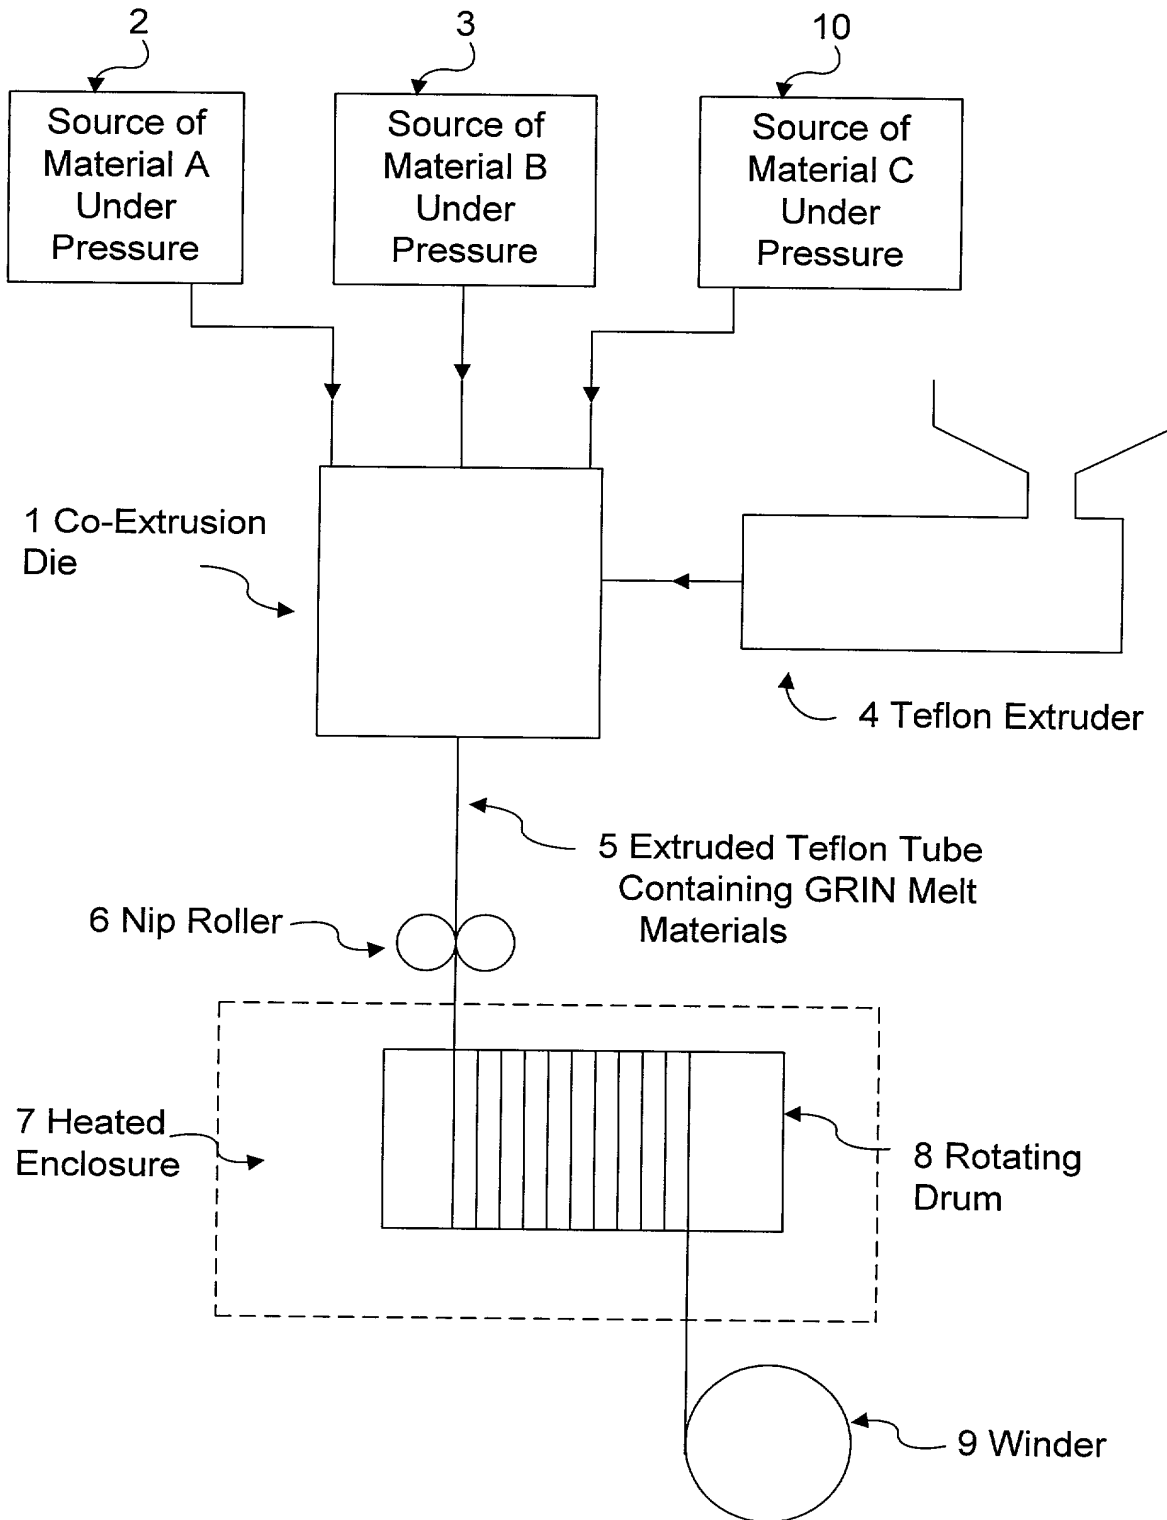 2
3
10
Source of
Material A
Under
Pressure
Source of
Material B
Under
Pressure
Source of
Material C
Under
Pressure
1 Co-Extrusion
Die
4 Teflon Extruder
5 Extruded Teflon Tube
Containing GRIN Melt
Materials
6 Nip Roller
7 Heated
Enclosure
8 Rotating
Drum
9 Winder